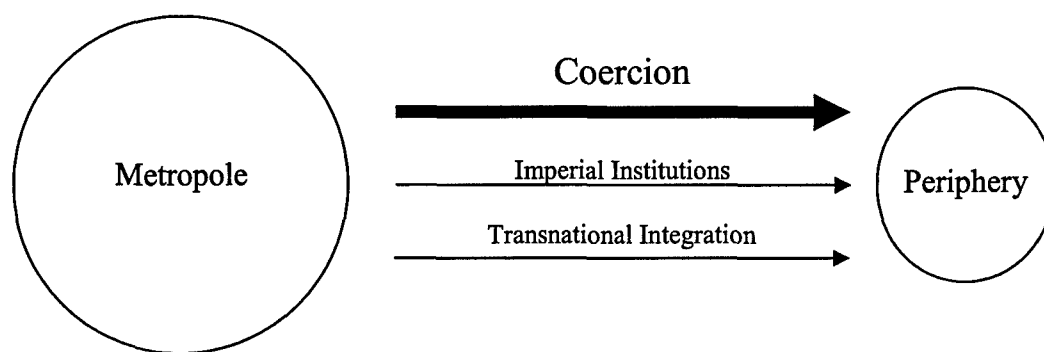 Coercion
Metropole
Imperial Institutions
Periphery
Transnational Integration